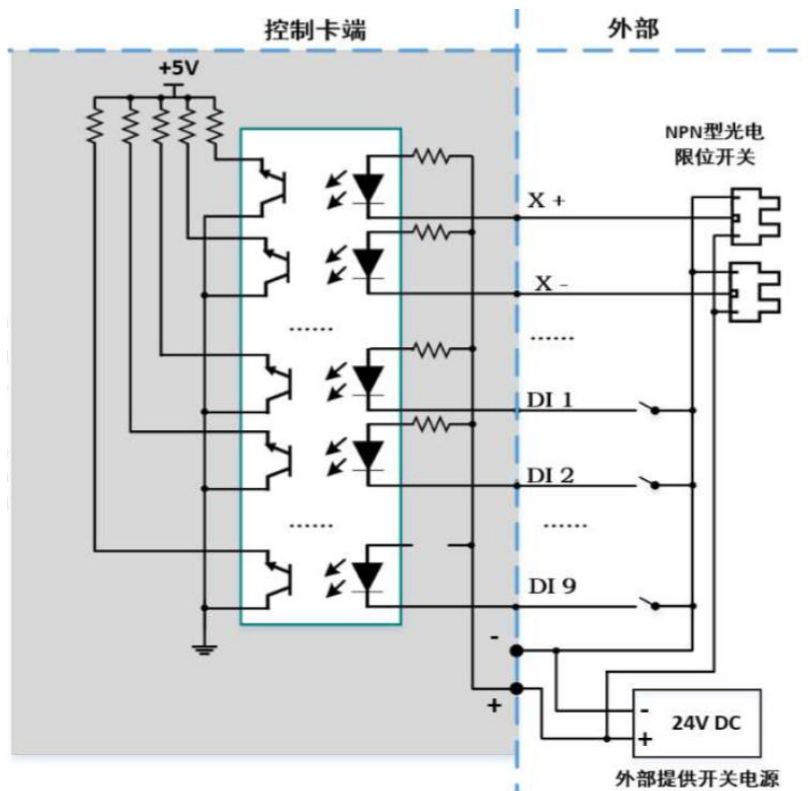 控制卡端
外部
+5V
NPN型光电
限位开关
X +
X -
......
......
DI 1
DI 2
......
......
DI 9
-
+
-
24V DC
+
外部提供开关电源